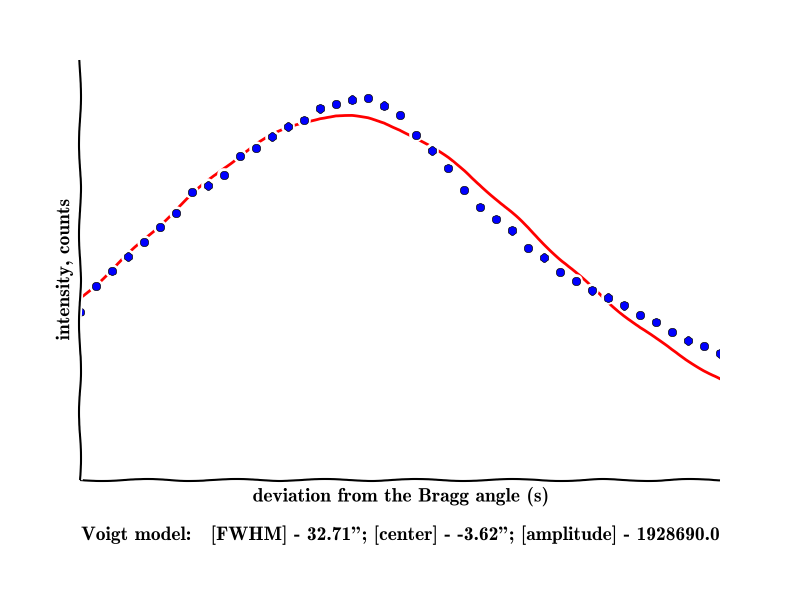 intensity, counts
deviation from the Bragg angle (s)
Voigt model: [FWHM] - 32.71”; [center] - -3.62”; [amplitude] - 1928690.0